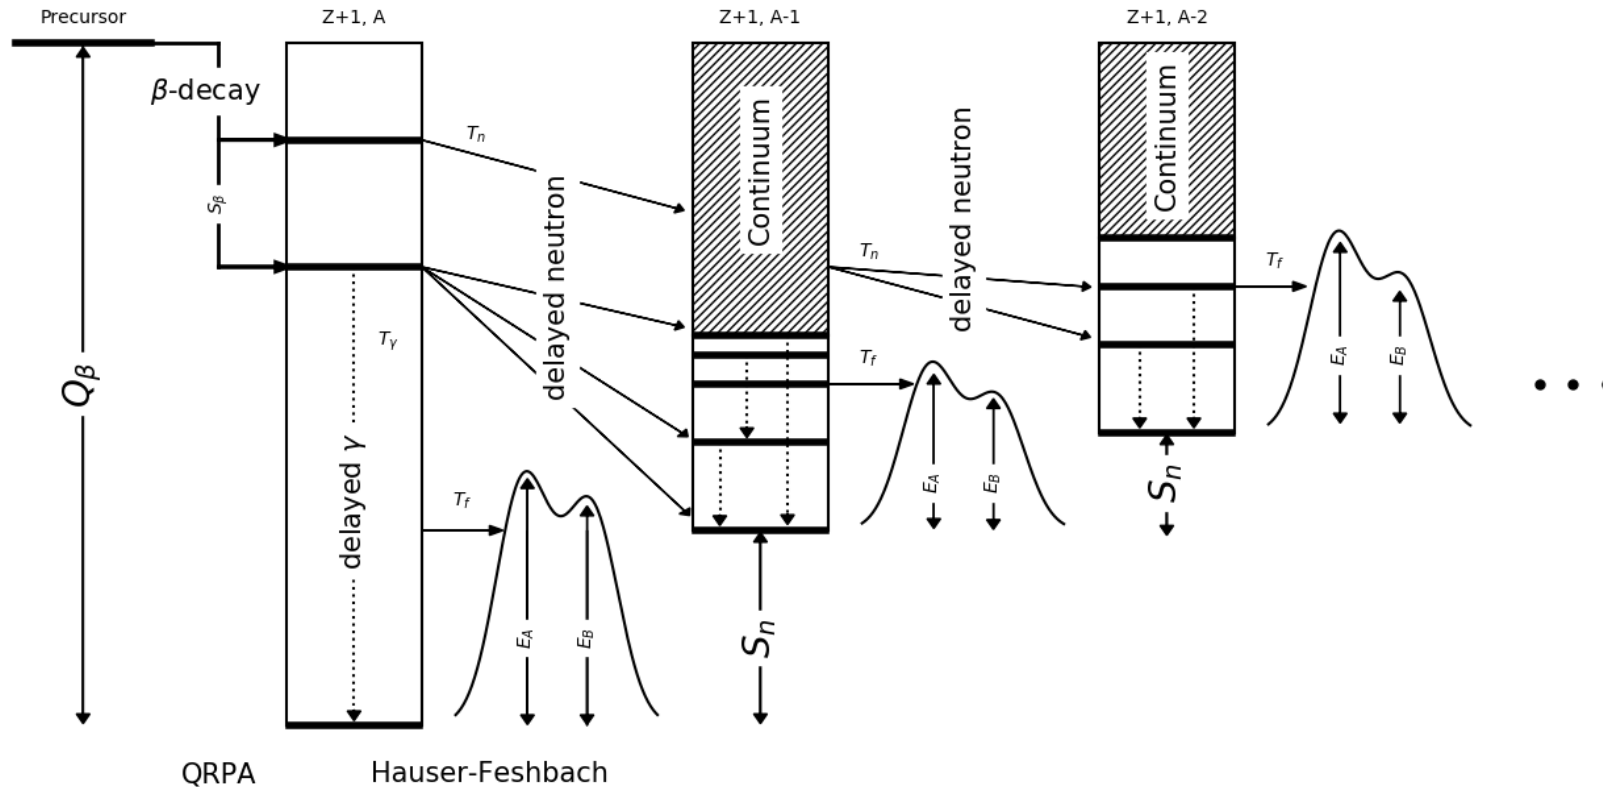 Precursor
Z+1, A
Z+1, A-1
Z+1, A-2
β-decay
Sβ
Qβ
Tn
Tγ
delayed γ
delayed neutron
Tf
EA
EB
Continuum
Sn
Tn
delayed neutron
Tf
EA
EB
Continuum
Sn
Tf
EA
EB
QRPA
Hauser-Feshbach